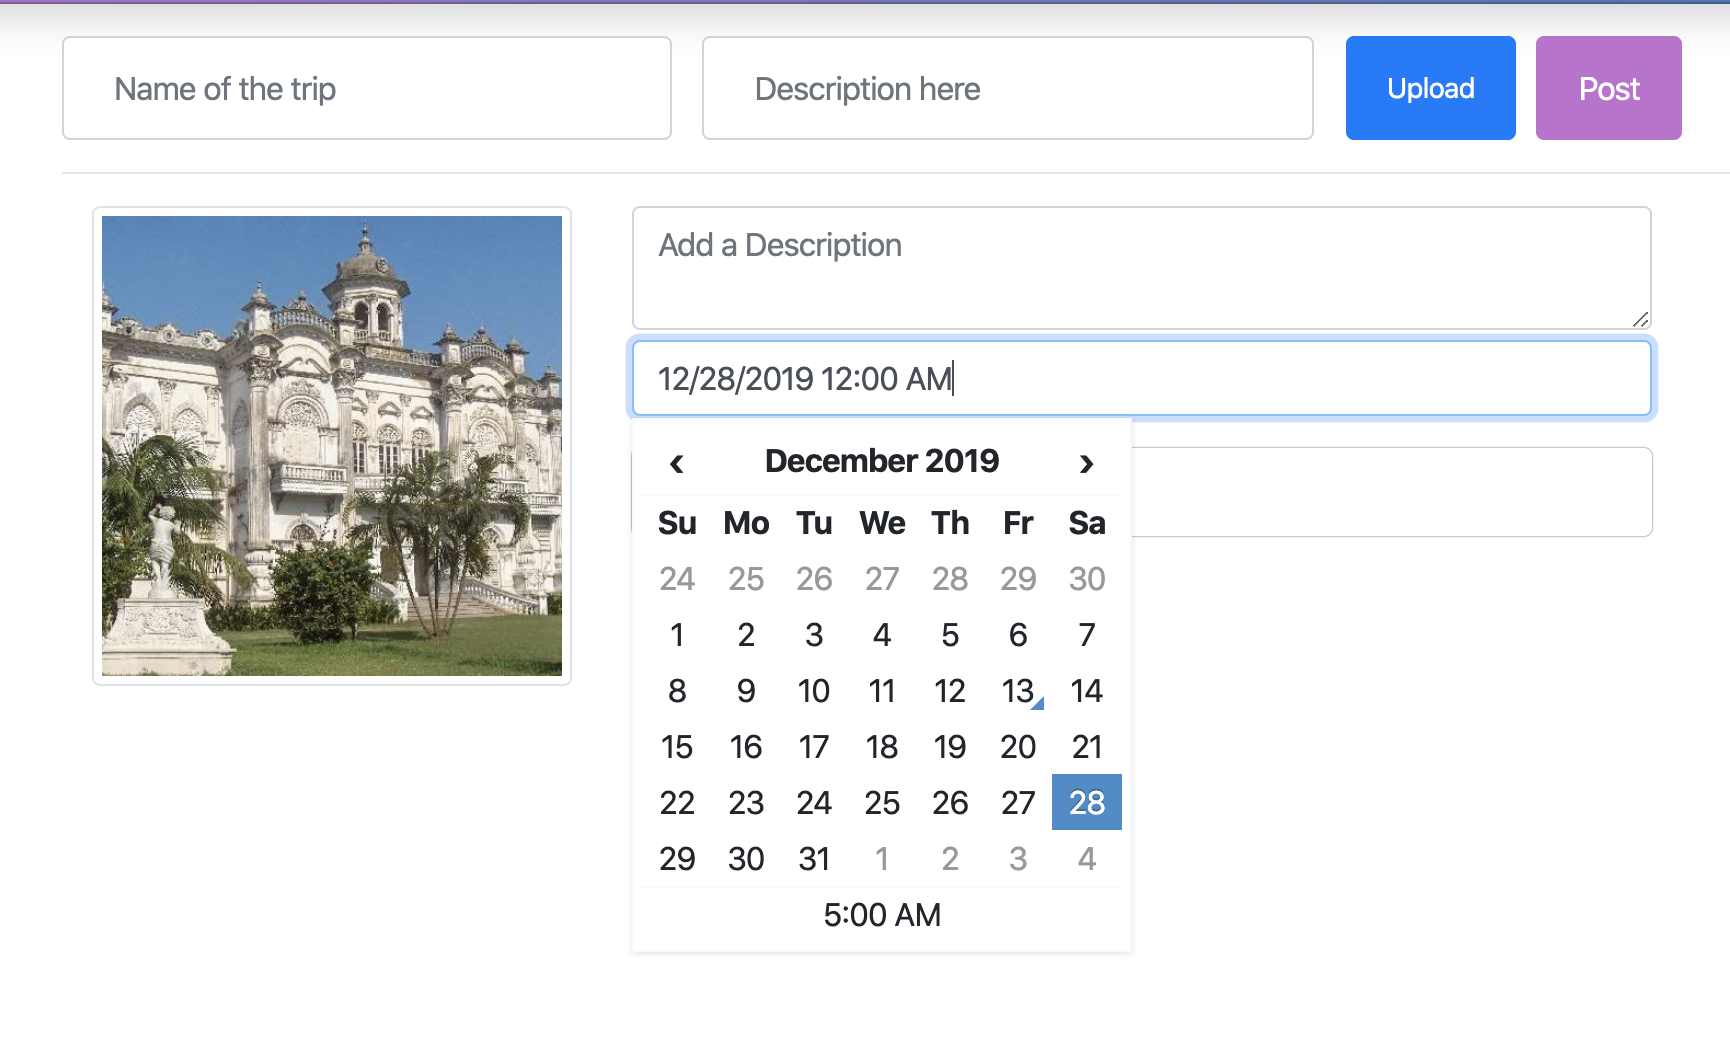 Name of the trip
Description here
Upload
Post
Add a Description
12/28/2019 12:00 AM
‹ December 2019 ›
Su Mo Tu We Th Fr Sa
24 25 26 27 28 29 30
1 2 3 4 5 6 7
8 9 10 11 12 13 14
15 16 17 18 19 20 21
22 23 24 25 26 27 28
29 30 31 1 2 3 4
5:00 AM